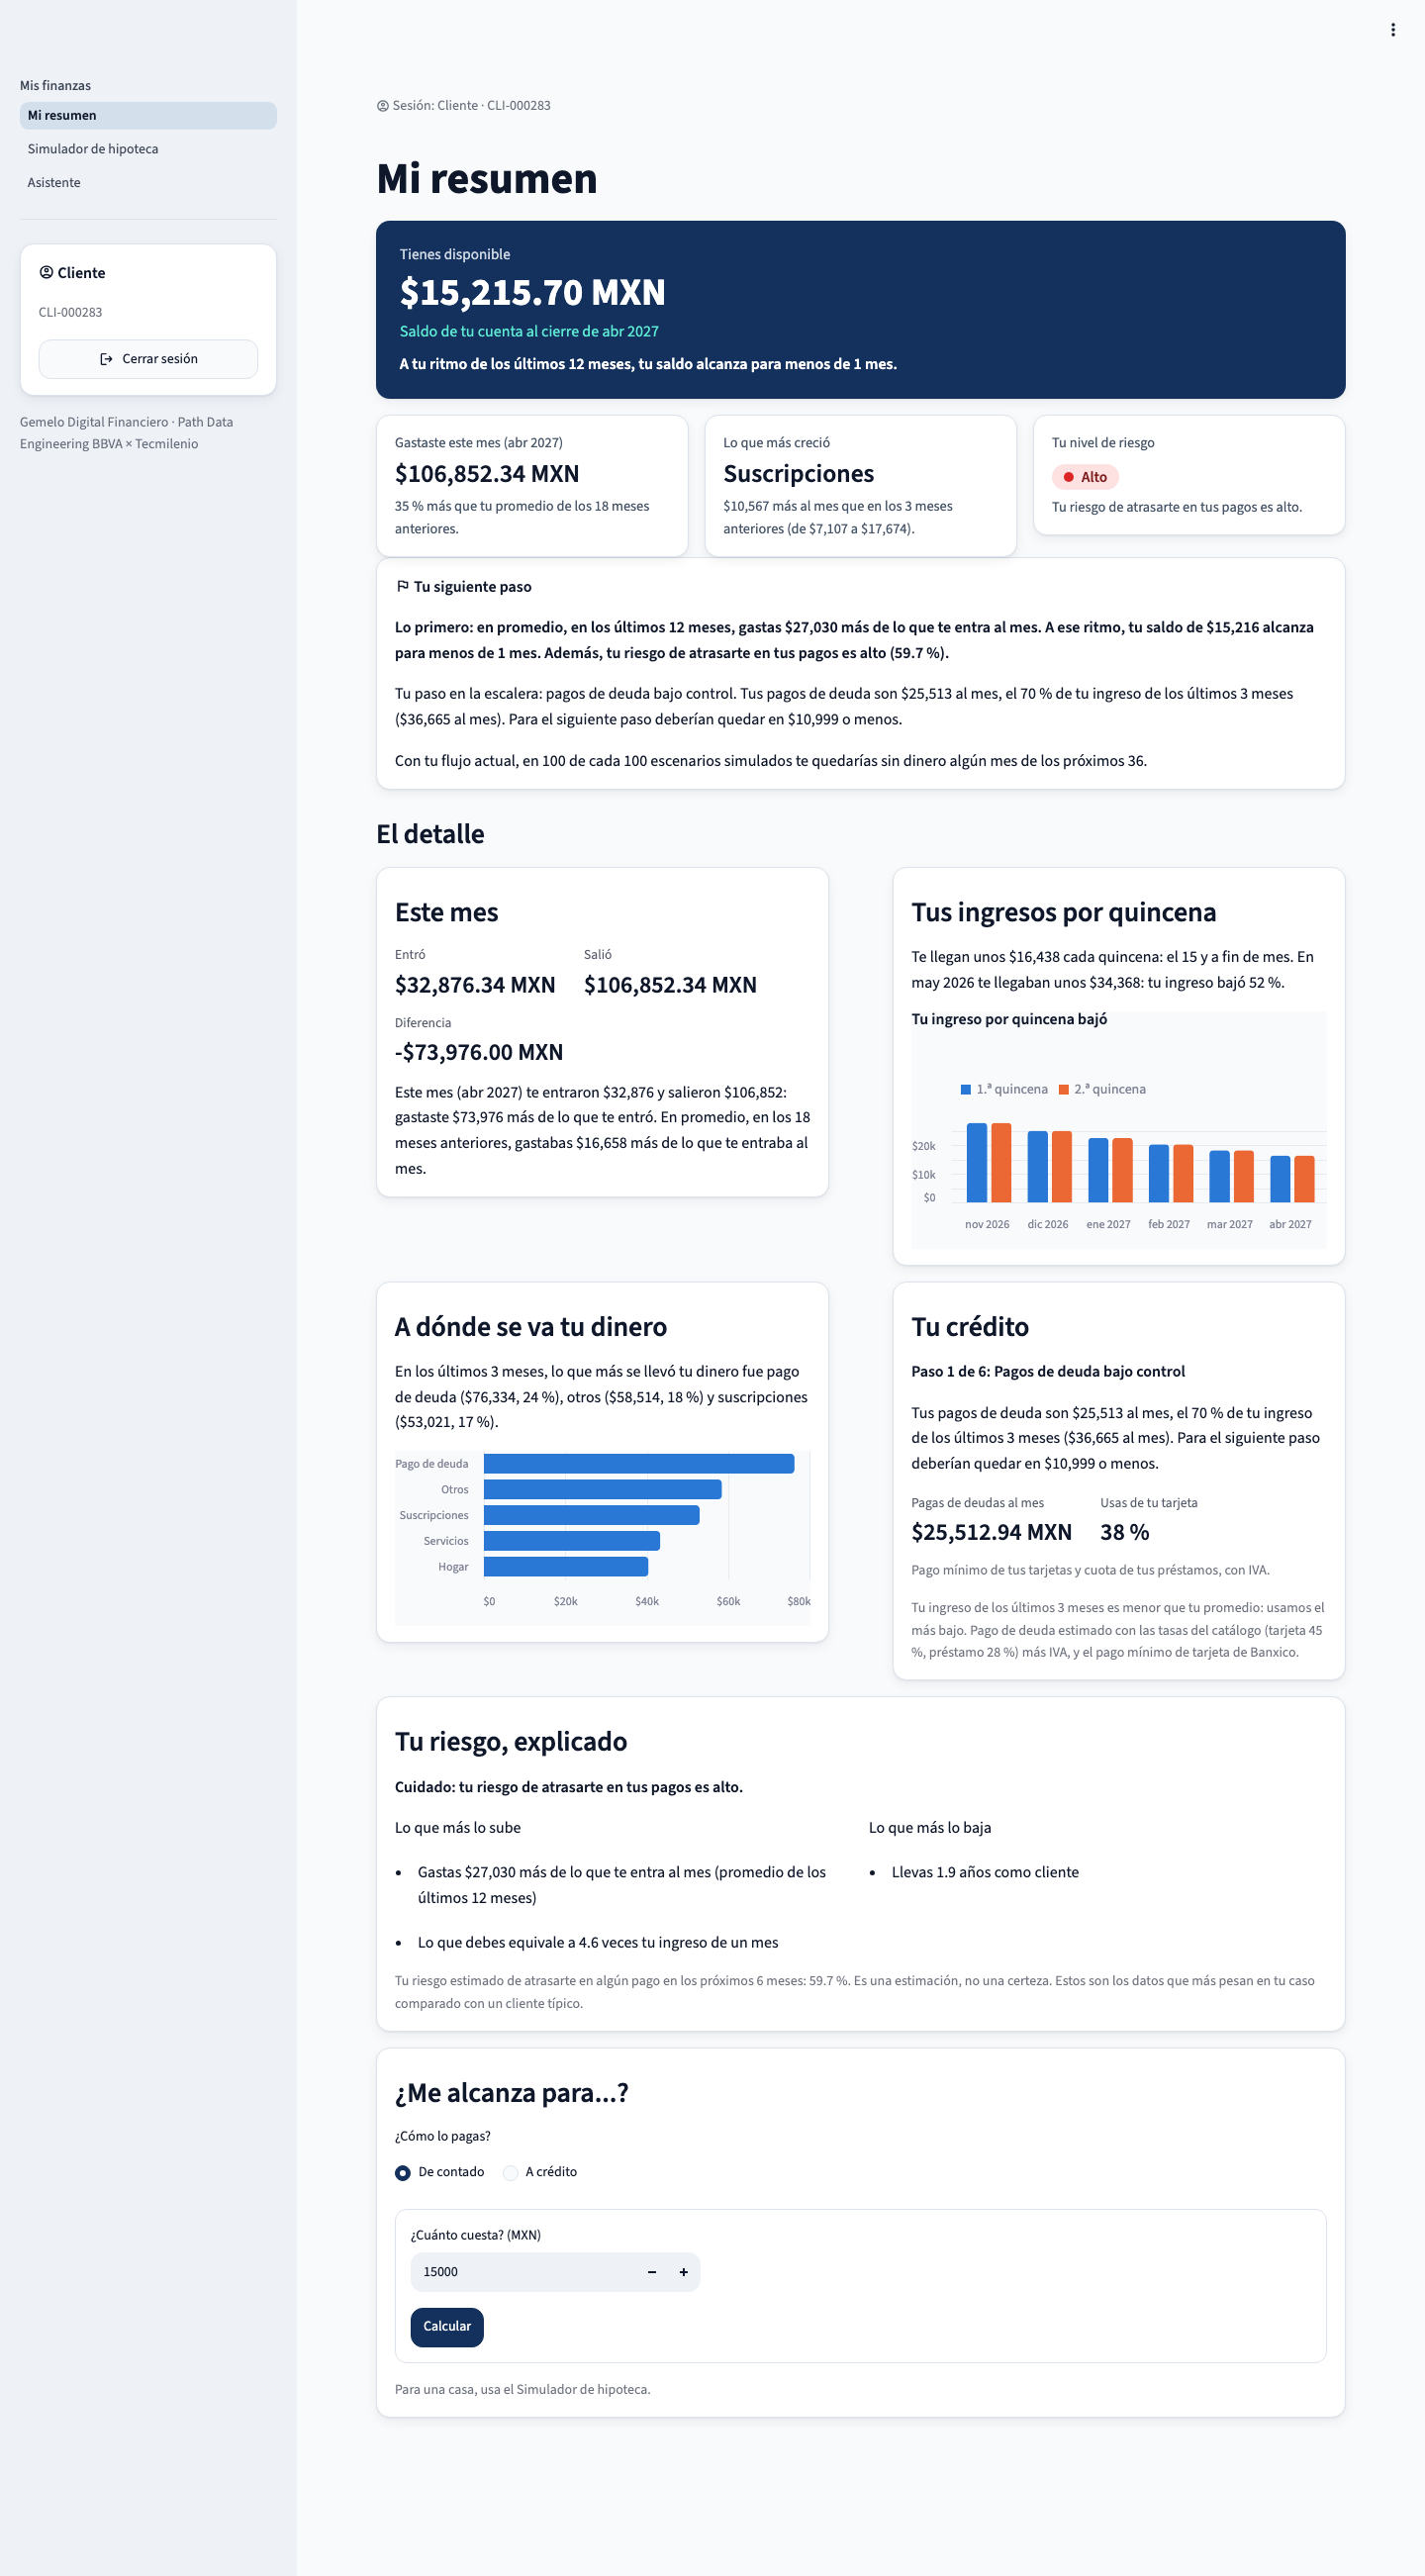 Mis finanzas
Mi resumen
Simulador de hipoteca
Asistente
Cliente
CLI-000283
Cerrar sesión
Gemelo Digital Financiero · Path Data
Engineering BBVA × Tecmilenio
Sesión: Cliente · CLI-000283
Mi resumen
Tienes disponible
$15,215.70 MXN
Saldo de tu cuenta al cierre de abr 2027
A tu ritmo de los últimos 12 meses, tu saldo alcanza para menos de 1 mes.
Gastaste este mes (abr 2027)
$106,852.34 MXN
35 % más que tu promedio de los 18 meses
anteriores.
Lo que más creció
Suscripciones
$10,567 más al mes que en los 3 meses
anteriores (de $7,107 a $17,674).
Tu nivel de riesgo
Alto
Tu riesgo de atrasarte en tus pagos es alto.
Tu siguiente paso
Lo primero: en promedio, en los últimos 12 meses, gastas $27,030 más de lo que te entra al mes. A ese ritmo, tu saldo de $15,216 alcanza
para menos de 1 mes. Además, tu riesgo de atrasarte en tus pagos es alto (59.7 %).
Tu paso en la escalera: pagos de deuda bajo control. Tus pagos de deuda son $25,513 al mes, el 70 % de tu ingreso de los últimos 3 meses
($36,665 al mes). Para el siguiente paso deberían quedar en $10,999 o menos.
Con tu flujo actual, en 100 de cada 100 escenarios simulados te quedarías sin dinero algún mes de los próximos 36.
El detalle
Este mes
Entró
$32,876.34 MXN
Salió
$106,852.34 MXN
Diferencia
-$73,976.00 MXN
Este mes (abr 2027) te entraron $32,876 y salieron $106,852:
gastaste $73,976 más de lo que te entró. En promedio, en los 18
meses anteriores, gastabas $16,658 más de lo que te entraba al
mes.
Tus ingresos por quincena
Te llegan unos $16,438 cada quincena: el 15 y a fin de mes. En
may 2026 te llegaban unos $34,368: tu ingreso bajó 52 %.
Tu ingreso por quincena bajó
1.ª quincena 2.ª quincena
$20k
$10k
$0
nov 2026 dic 2026 ene 2027 feb 2027 mar 2027 abr 2027
A dónde se va tu dinero
En los últimos 3 meses, lo que más se llevó tu dinero fue pago
de deuda ($76,334, 24 %), otros ($58,514, 18 %) y suscripciones
($53,021, 17 %).
Pago de deuda
Otros
Suscripciones
Servicios
Hogar
$0 $20k $40k $60k $80k
Tu crédito
Paso 1 de 6: Pagos de deuda bajo control
Tus pagos de deuda son $25,513 al mes, el 70 % de tu ingreso
de los últimos 3 meses ($36,665 al mes). Para el siguiente paso
deberían quedar en $10,999 o menos.
Pagas de deudas al mes
$25,512.94 MXN
Usas de tu tarjeta
38 %
Pago mínimo de tus tarjetas y cuota de tus préstamos, con IVA.
Tu ingreso de los últimos 3 meses es menor que tu promedio: usamos el
más bajo. Pago de deuda estimado con las tasas del catálogo (tarjeta 45
%, préstamo 28 %) más IVA, y el pago mínimo de tarjeta de Banxico.
Tu riesgo, explicado
Cuidado: tu riesgo de atrasarte en tus pagos es alto.
Lo que más lo sube
• Gastas $27,030 más de lo que te entra al mes (promedio de los
últimos 12 meses)
• Lo que debes equivale a 4.6 veces tu ingreso de un mes
Lo que más lo baja
• Llevas 1.9 años como cliente
Tu riesgo estimado de atrasarte en algún pago en los próximos 6 meses: 59.7 %. Es una estimación, no una certeza. Estos son los datos que más pesan en tu caso
comparado con un cliente típico.
¿Me alcanza para...?
¿Cómo lo pagas?
De contado A crédito
¿Cuánto cuesta? (MXN)
15000
Calcular
Para una casa, usa el Simulador de hipoteca.